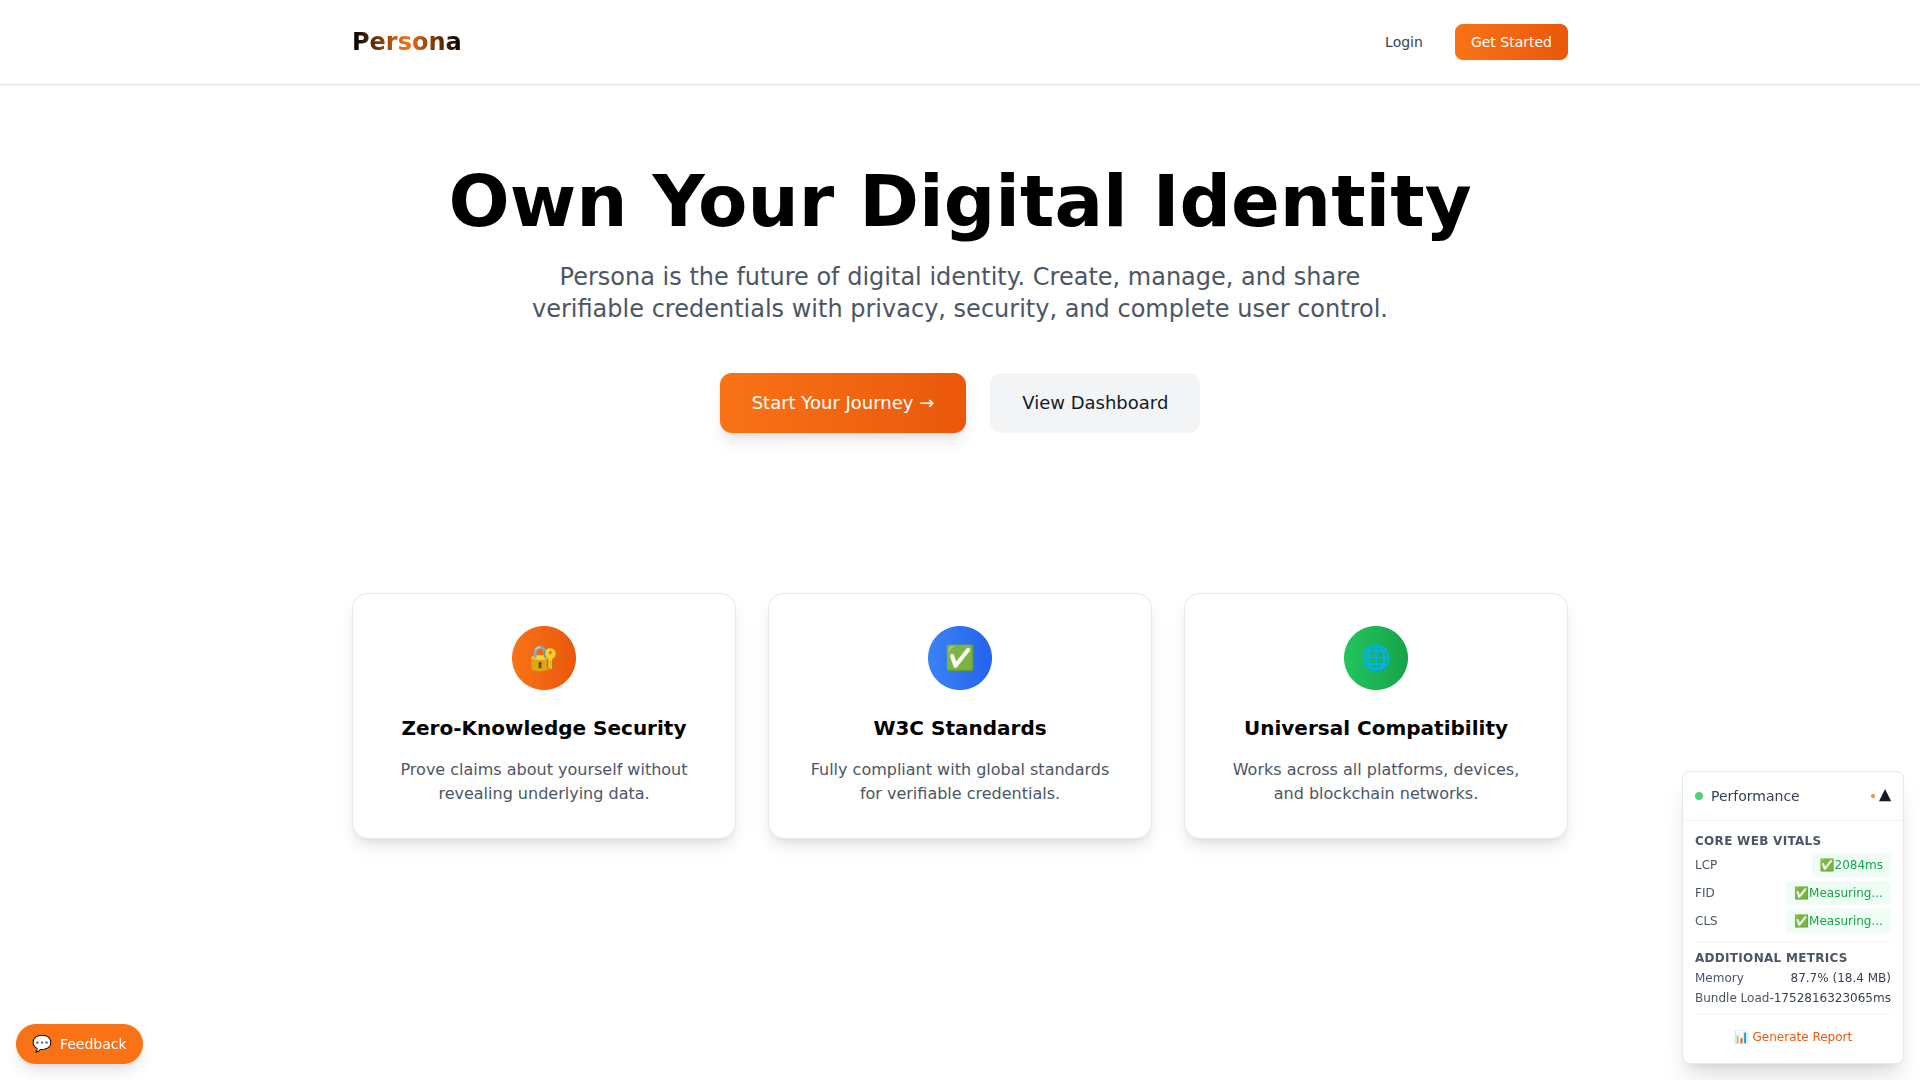 Persona
Login
Get Started
Own Your Digital Identity
Persona is the future of digital identity. Create, manage, and share
verifiable credentials with privacy, security, and complete user control.
Start Your Journey →
View Dashboard
Zero-Knowledge Security
Prove claims about yourself without
revealing underlying data.
W3C Standards
Fully compliant with global standards
for verifiable credentials.
Universal Compatibility
Works across all platforms, devices,
and blockchain networks.
Performance
CORE WEB VITALS
LCP ✅2084ms
FID ✅Measuring...
CLS ✅Measuring...
ADDITIONAL METRICS
Memory 87.7% (18.4 MB)
Bundle Load-1752816323065ms
📊 Generate Report
💬 Feedback